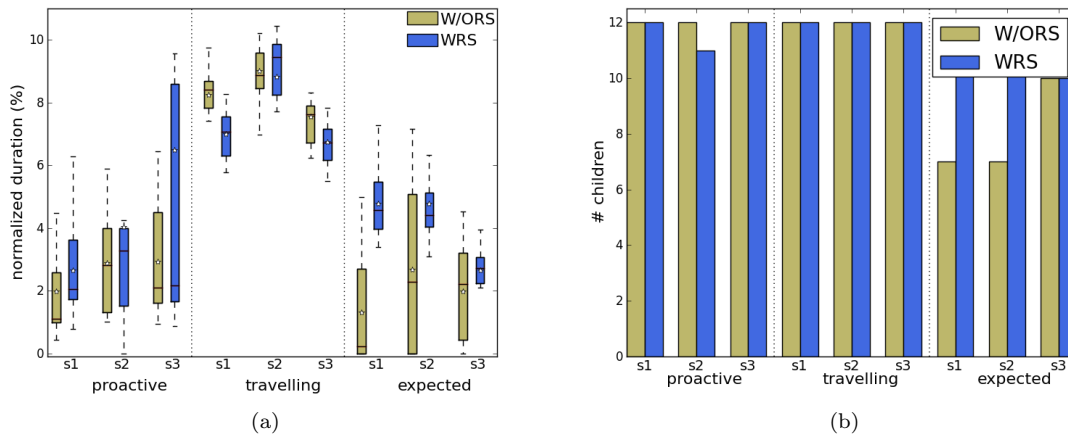 W/ORS
WRS
normalized duration (%)
10
8
6
4
2
0
s1 s2 s3 s1 s2 s3 s1 s2 s3
proactive travelling expected
(a)
W/ORS
WRS
# children
12
10
8
6
4
2
0
s1 s2 s3 s1 s2 s3 s1 s2 s3
proactive travelling expected
(b)